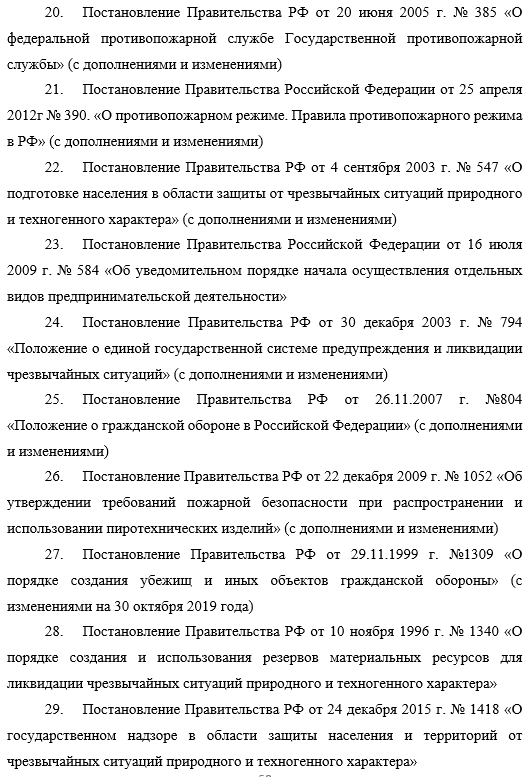 20. Постановление Правительства РФ от 20 июня 2005 г. № 385 «О
федеральной противопожарной службе Государственной противопожарной
службы» (с дополнениями и изменениями)
21. Постановление Правительства Российской Федерации от 25 апреля
2012г № 390. «О противопожарном режиме. Правила противопожарного режима
в РФ» (с дополнениями и изменениями)
22. Постановление Правительства РФ от 4 сентября 2003 г. № 547 «О
подготовке населения в области защиты от чрезвычайных ситуаций природного
и техногенного характера» (с дополнениями и изменениями)
23. Постановление Правительства Российской Федерации от 16 июля
2009 г. № 584 «Об уведомительном порядке начала осуществления отдельных
видов предпринимательской деятельности»
24. Постановление Правительства РФ от 30 декабря 2003 г. № 794
«Положение о единой государственной системе предупреждения и ликвидации
чрезвычайных ситуаций» (с дополнениями и изменениями)
25. Постановление Правительства РФ от 26.11.2007 г. №804
«Положение о гражданской обороне в Российской Федерации» (с дополнениями
и изменениями)
26. Постановление Правительства РФ от 22 декабря 2009 г. № 1052 «Об
утверждении требований пожарной безопасности при распространении и
использовании пиротехнических изделий» (с дополнениями и изменениями)
27. Постановление Правительства РФ от 29.11.1999 г. №1309 «О
порядке создания убежищ и иных объектов гражданской обороны» (с
изменениями на 30 октября 2019 года)
28. Постановление Правительства РФ от 10 ноября 1996 г. № 1340 «О
порядке создания и использования резервов материальных ресурсов для
ликвидации чрезвычайных ситуаций природного и техногенного характера»
29. Постановление Правительства РФ от 24 декабря 2015 г. № 1418 «О
государственном надзоре в области защиты населения и территорий от
чрезвычайных ситуаций природного и техногенного характера»